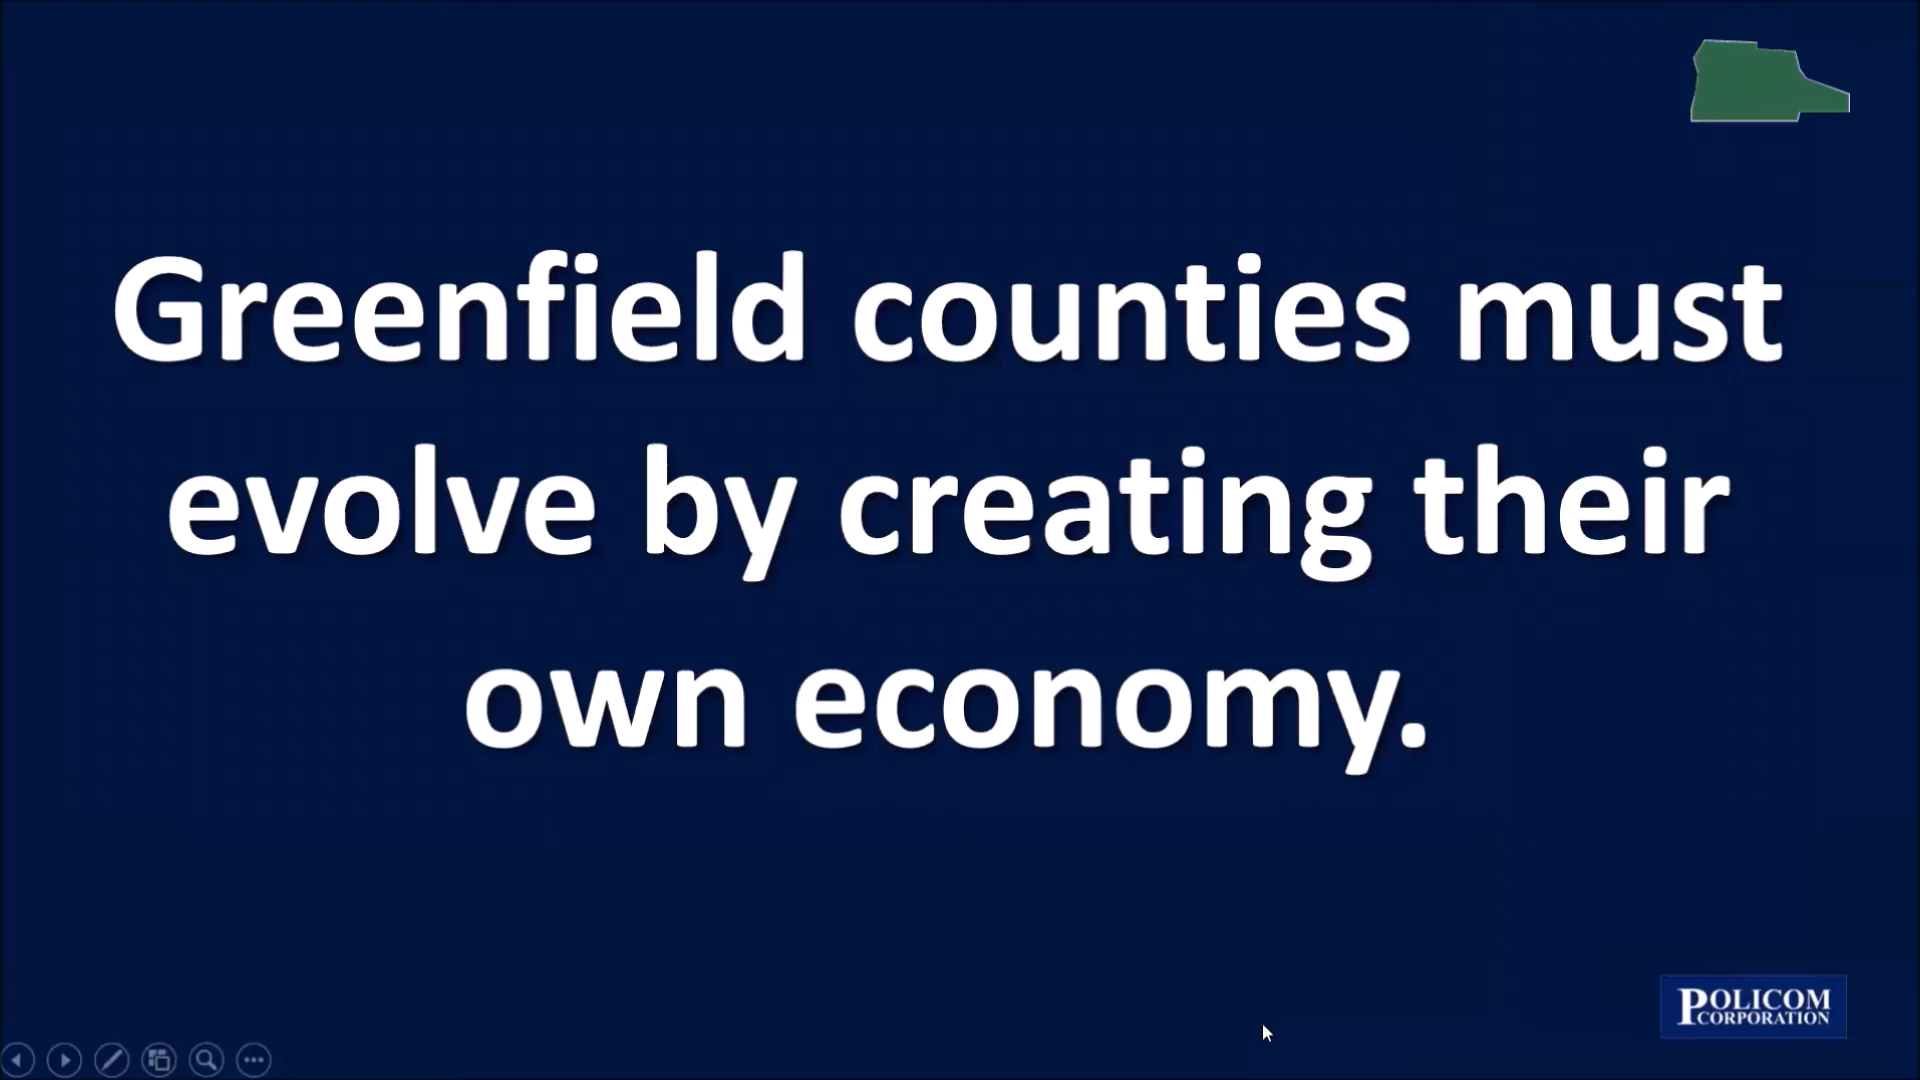 Greenfield counties must
evolve by creating their
own economy.
POLICOM
CORPORATION